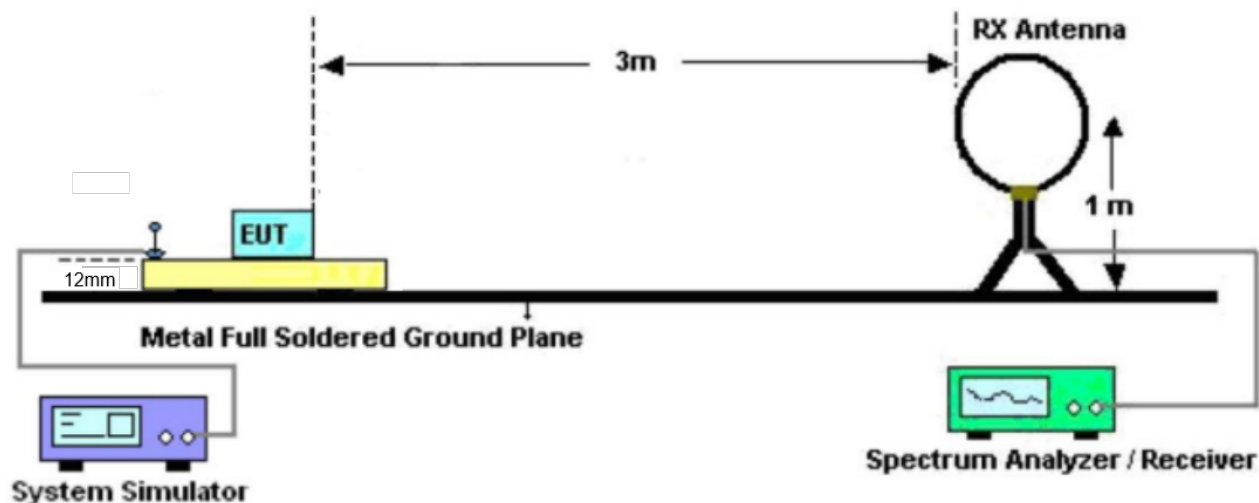 RX Antenna
3m
1 m
EUT
12mm
Metal Full Soldered Ground Plane
System Simulator
Spectrum Analyzer / Receiver